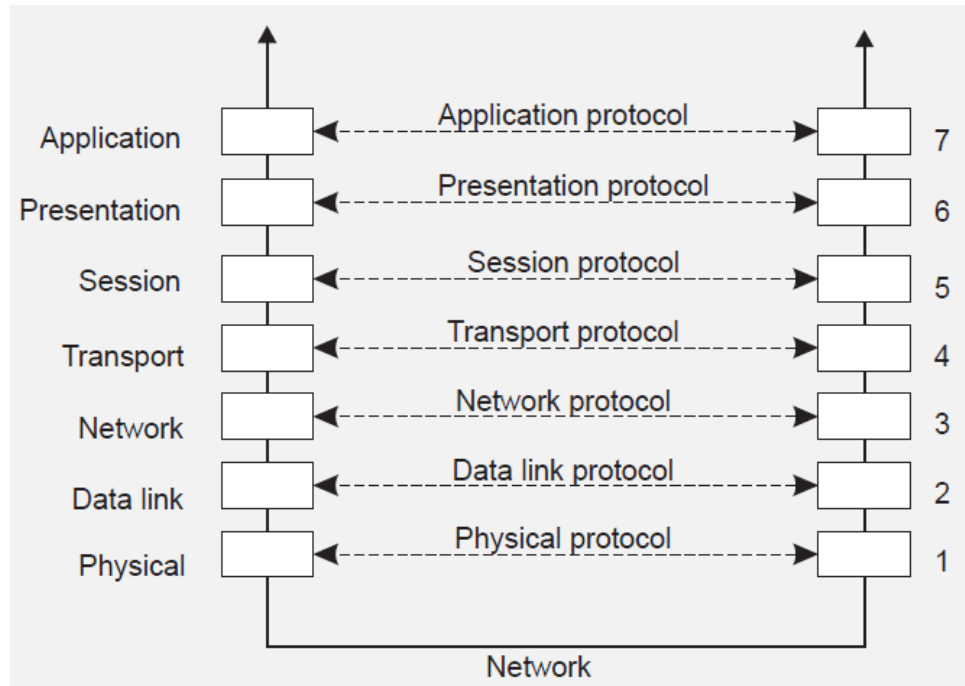 Application protocol
Application
7
Presentation protocol
Presentation
6
Session protocol
Session
5
Transport protocol
Transport
4
Network protocol
Network
3
Data link protocol
Data link
2
Physical protocol
Physical
1
Network